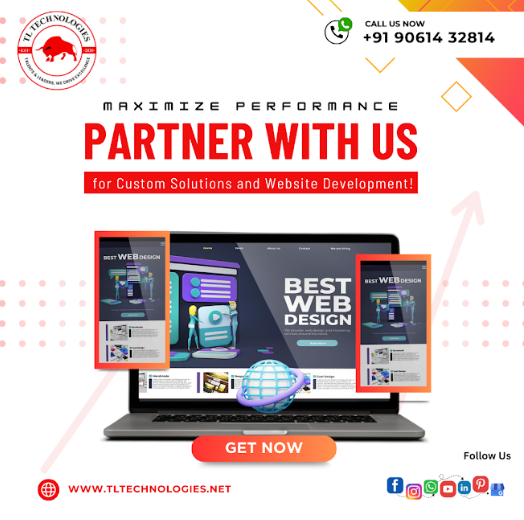 TL TECHNOLOGIES
CALL US NOW
+91 90614 32814
MAXIMIZE PERFORMANCE
PARTNER WITH US
for Custom Solutions and Website Development!
BEST WEB DESIGN
BEST
WEB
DESIGN
BEST WEB DESIGN
GET NOW
Follow Us
WWW.TLTECHNOLOGIES.NET